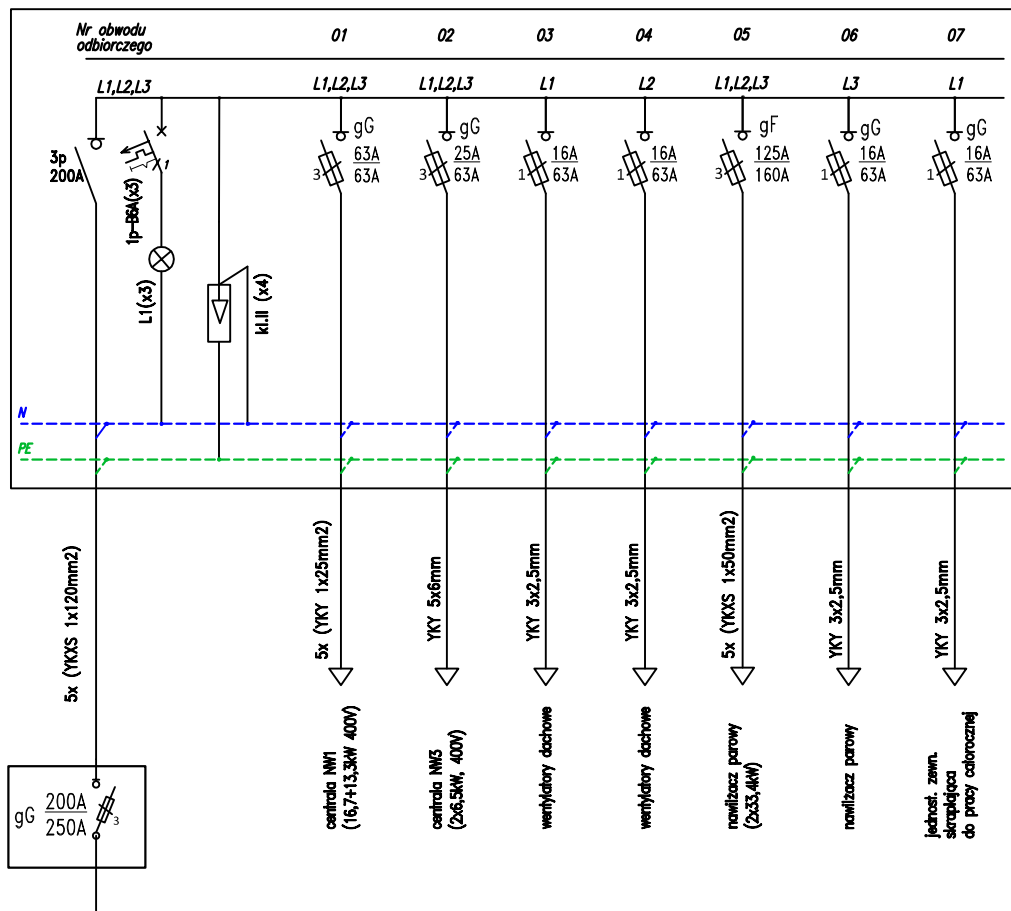 Nr obwodu
odbiorczego
01
02
03
04
05
06
07
L1,L2,L3
L1,L2,L3
L1,L2,L3
L1
L2
L1,L2,L3
L3
L1
3p
200A
1
1p-B6A(x3)
L1(x3)
kl.II (x4)
gG
63A
63A
3
gG
25A
63A
3
16A
63A
1
16A
63A
1
gF
125A
160A
3
gG
16A
63A
1
gG
16A
63A
1
N
PE
5x (YKXS 1x120mm2)
5x (YKY 1x25mm2)
YKY 5x6mm
YKY 3x2,5mm
YKY 3x2,5mm
5x (YKXS 1x50mm2)
YKY 3x2,5mm
YKY 3x2,5mm
centrala NW1
(16,7+13,3kW 400V)
centrala NW3
(2x6,5kW, 400V)
wentylatory dachowe
wentylatory dachowe
nawilżacz parowy
(2x33,4kW)
nawilżacz parowy
jednost. zewn.
skraplająca
do pracy całorocznej
gG
200A
250A
3